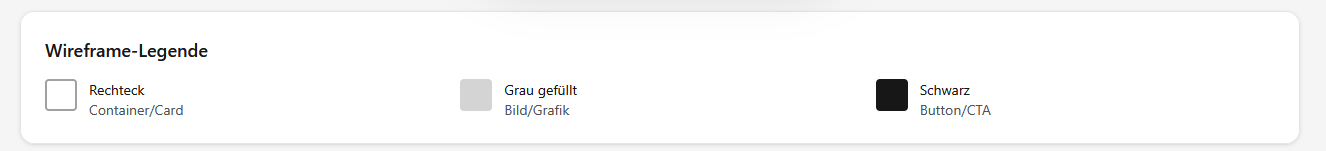 Wireframe-Legende
Rechteck
Container/Card
Grau gefüllt
Bild/Grafik
Schwarz
Button/CTA